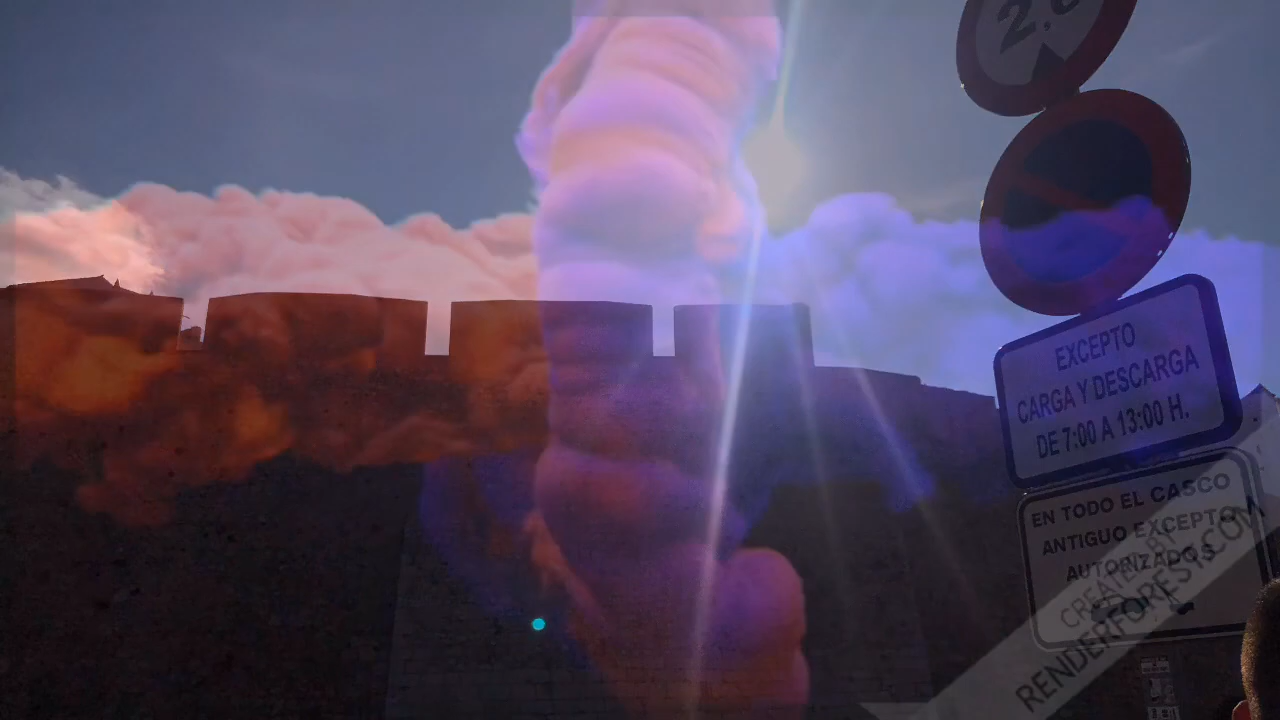 EXCEPTO
CARGA Y DESCARGA
DE 7:00 A 13:00 H.
EN TODO EL CASCO
ANTIGUO EXCEPTO
AUTORIZADOS
CREATED BY
RENDERFOREST.COM